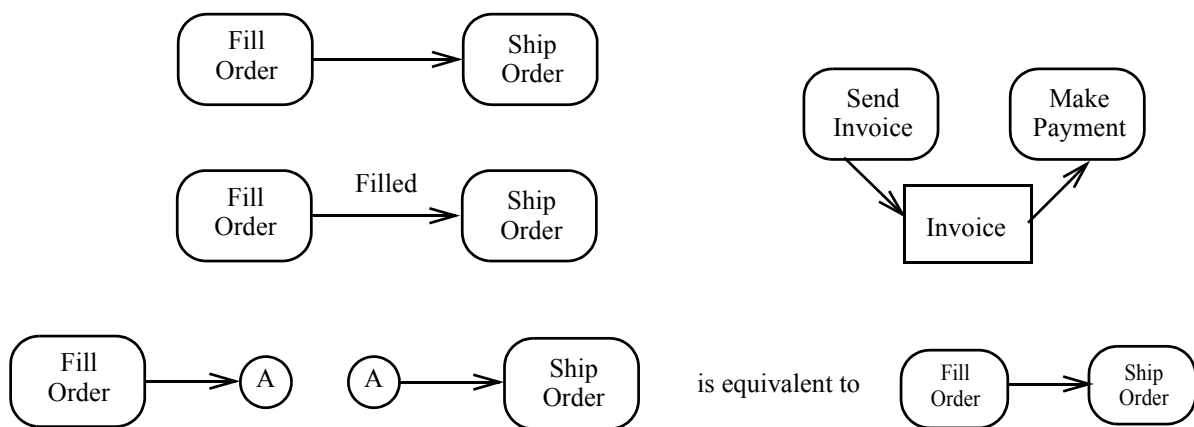 Fill
Order
Ship
Order
Send
Invoice
Make
Payment
Fill
Order
Filled
Ship
Order
Invoice
Fill
Order
A
A
Ship
Order
is equivalent to
Fill
Order
Ship
Order